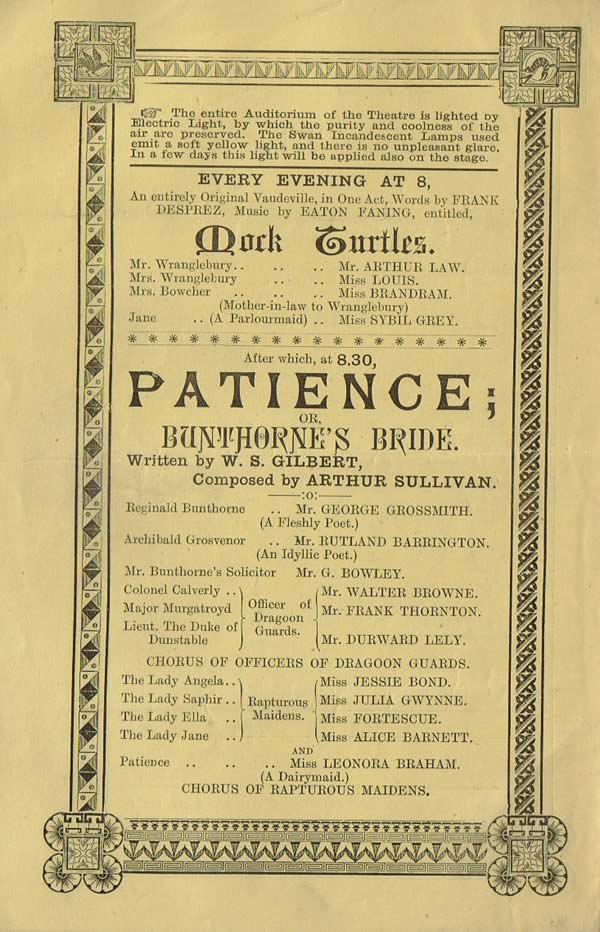 ☞ The entire Auditorium of the Theatre is lighted by
Electric Light, by which the purity and coolness of the
air are preserved. The Swan Incandescent Lamps used
emit a soft yellow light, and there is no unpleasant glare.
In a few days this light will be applied also on the stage.
EVERY EVENING AT 8,
An entirely Original Vaudeville, in One Act, Words by FRANK
DESPREZ, Music by EATON FANING, entitled,
Mock Turtles.
Mr. Wranglebury.. .. .. Mr. ARTHUR LAW.
Mrs. Wranglebury .. .. Miss LOUIS.
Mrs. Bowcher .. .. .. Miss BRANDRAM.
(Mother-in-law to Wranglebury)
Jane .. (A Parlourmaid) .. Miss SYBIL GREY.
* * * * * * * * * * * * * * * * * *
After which, at 8.30,
PATIENCE;
OR,
BUNTHORNE'S BRIDE.
Written by W. S. GILBERT,
Composed by ARTHUR SULLIVAN.
:o:
Reginald Bunthorne .. Mr. GEORGE GROSSMITH.
(A Fleshly Poet.)
Archibald Grosvenor .. Mr. RUTLAND BARRINGTON.
(An Idyllic Poet.)
Mr. Bunthorne's Solicitor Mr. G. BOWLEY.
Colonel Calverly .. Mr. WALTER BROWNE.
Major Murgatroyd Officer of Dragoon Guards. Mr. FRANK THORNTON.
Lieut. The Duke of
Dunstable Mr. DURWARD LELY.
CHORUS OF OFFICERS OF DRAGOON GUARDS.
The Lady Angela.. Miss JESSIE BOND.
The Lady Saphir .. Rapturous Miss JULIA GWYNNE.
The Lady Ella .. Maidens. Miss FORTESCUE.
The Lady Jane .. Miss ALICE BARNETT.
AND
Patience .. .. .. Miss LEONORA BRAHAM.
(A Dairymaid.)
CHORUS OF RAPTUROUS MAIDENS.